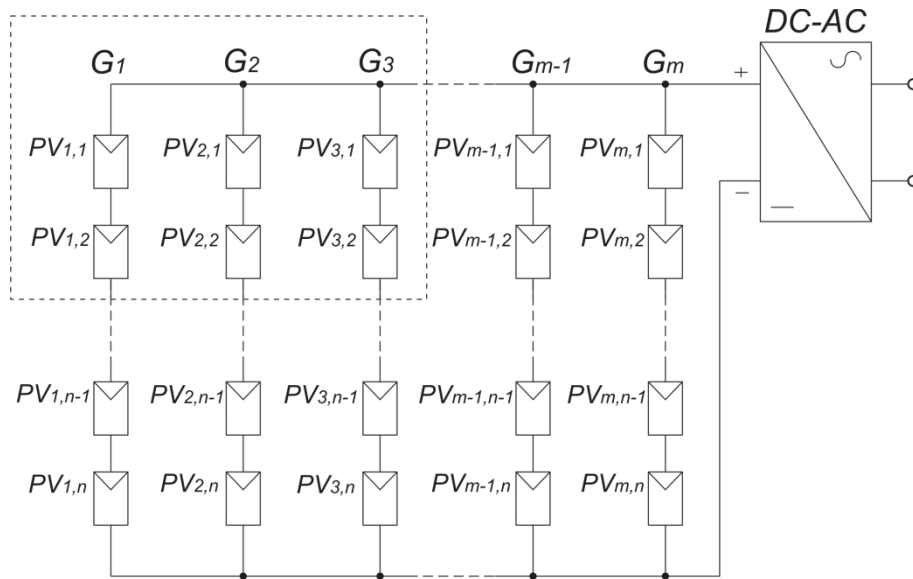 DC-AC
G1 G2 G3 Gm-1 Gm
+
PV1,1 PV2,1 PV3,1 PVm-1,1 PVm,1
−
PV1,2 PV2,2 PV3,2 PVm-1,2 PVm,2
PV1,n-1 PV2,n-1 PV3,n-1 PVm-1,n-1 PVm,n-1
PV1,n PV2,n PV3,n PVm-1,n PVm,n